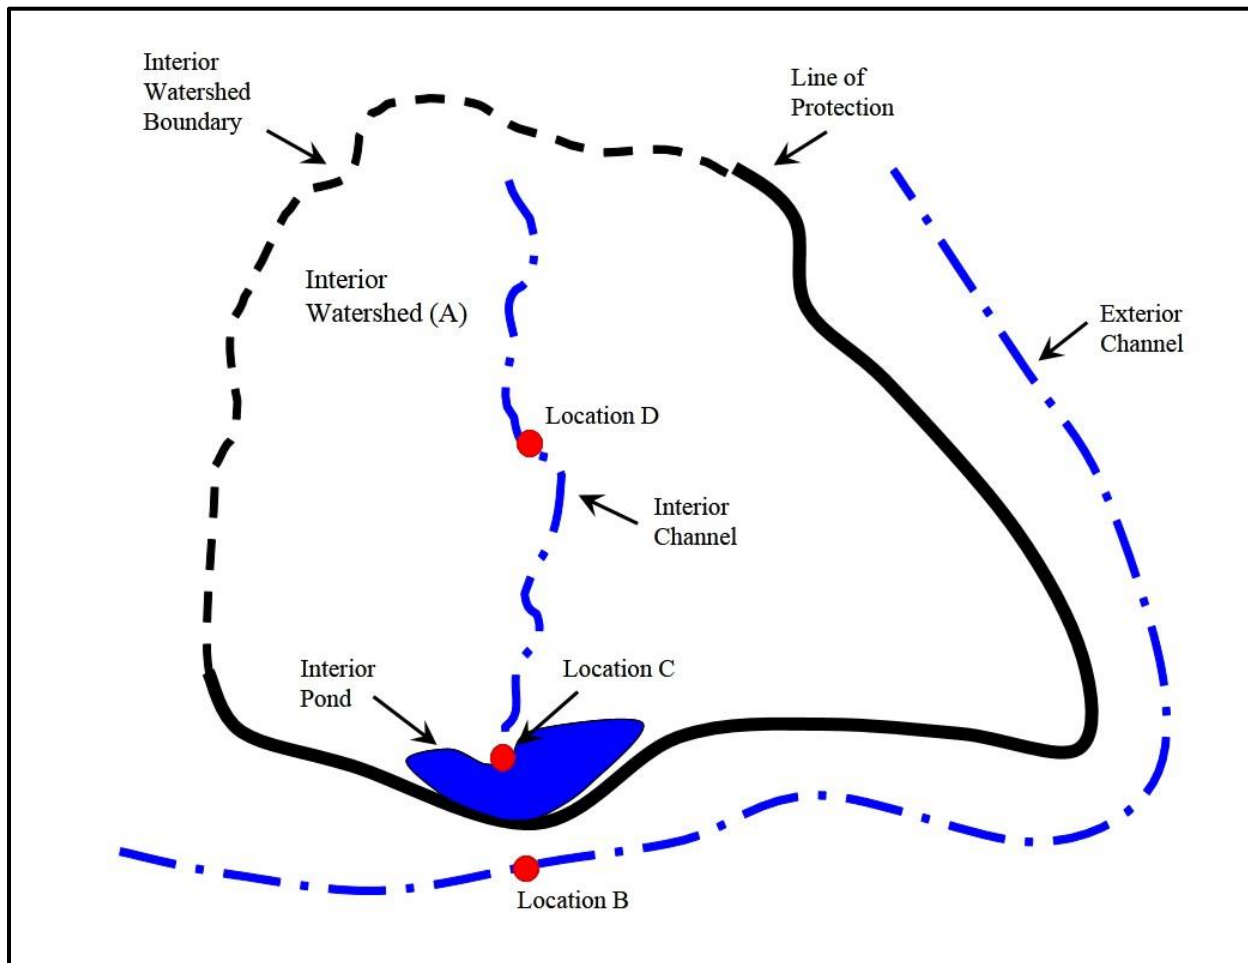 Interior
Watershed
Boundary
Line of
Protection
Interior
Watershed (A)
Exterior
Channel
Location D
Interior
Channel
Interior
Pond
Location C
Location B